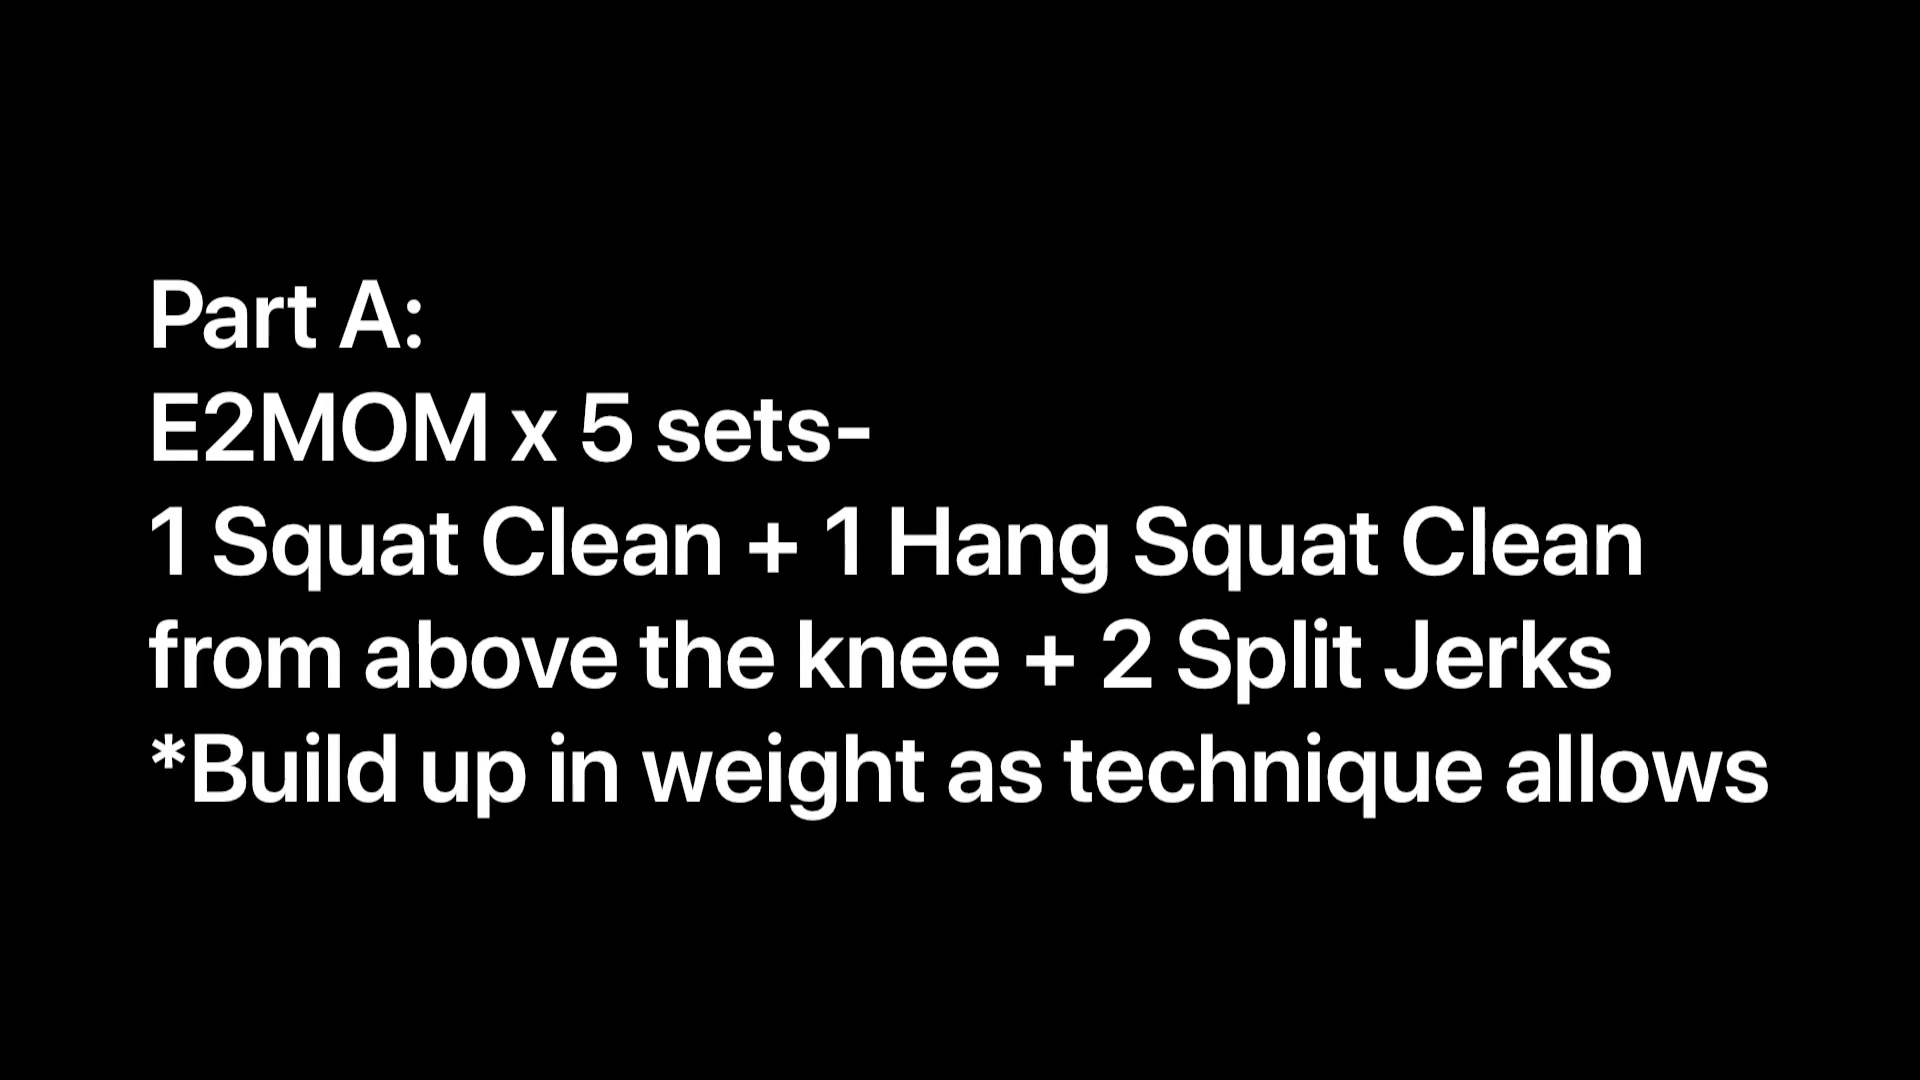 Part A:
E2MOM x 5 sets-
1 Squat Clean + 1 Hang Squat Clean
from above the knee + 2 Split Jerks
*Build up in weight as technique allows